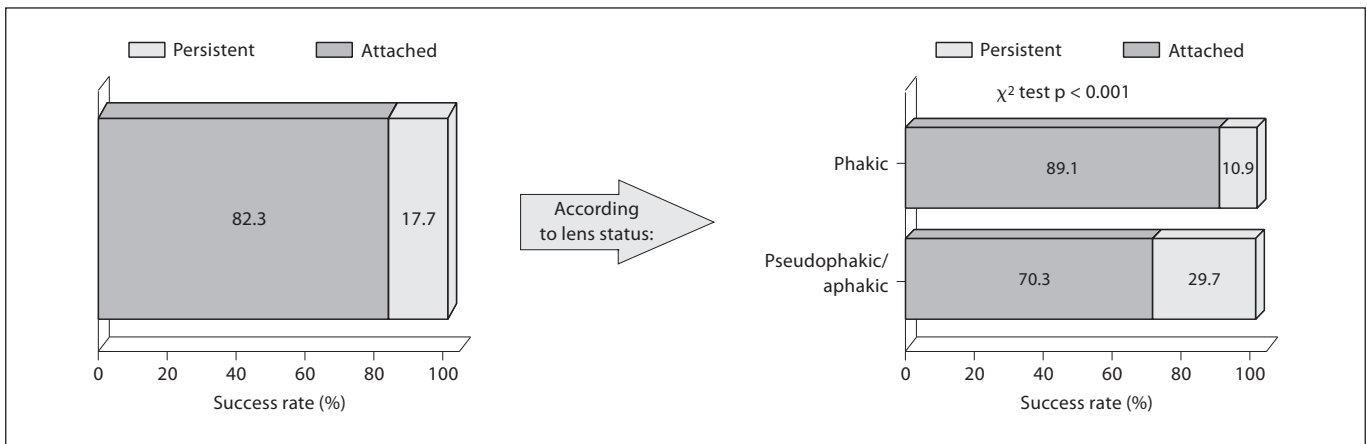 Persistent
Attached
82.3
17.7
0 20 40 60 80 100
Success rate (%)
According
to lens status:
Persistent
Attached
χ² test p < 0.001
Phakic
89.1
10.9
Pseudophakic/
aphakic
70.3
29.7
0 20 40 60 80 100
Success rate (%)